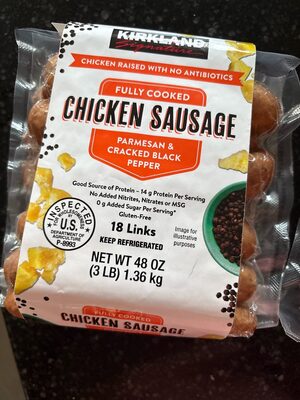 KIRKLAND
Signature
CHICKEN RAISED WITH NO ANTIBIOTICS
FULLY COOKED
CHICKEN SAUSAGE
PARMESAN &
CRACKED BLACK
PEPPER
Good Source of Protein – 14 g Protein Per Serving
No Added Nitrites, Nitrates or MSG
0 g Added Sugar Per Serving*
Gluten-Free
18 Links
KEEP REFRIGERATED
Image for
illustrative
purposes
INSPECTED
FOR WHOLESOMENESS BY
U.S.
DEPARTMENT OF
AGRICULTURE
P-8993
NET WT 48 OZ
(3 LB) 1.36 kg
FULLY COOKED
CHICKEN SAUSAGE